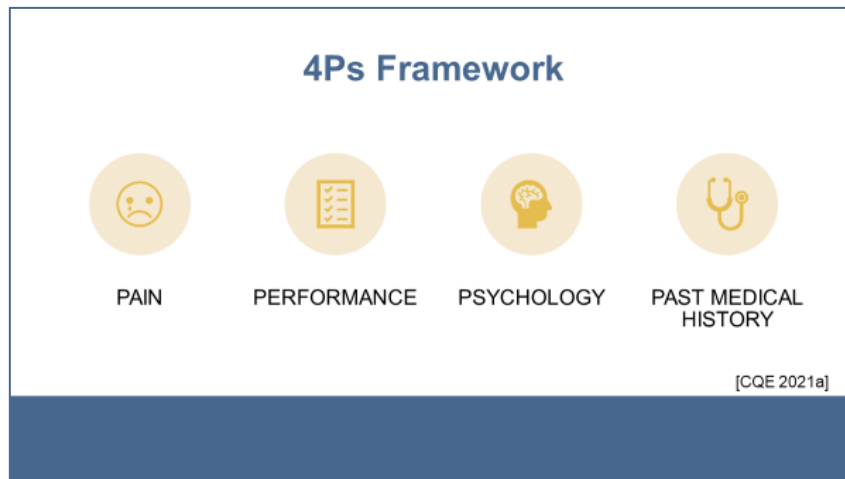 4Ps Framework
PAIN
PERFORMANCE
PSYCHOLOGY
PAST MEDICAL
HISTORY
[CQE 2021a]